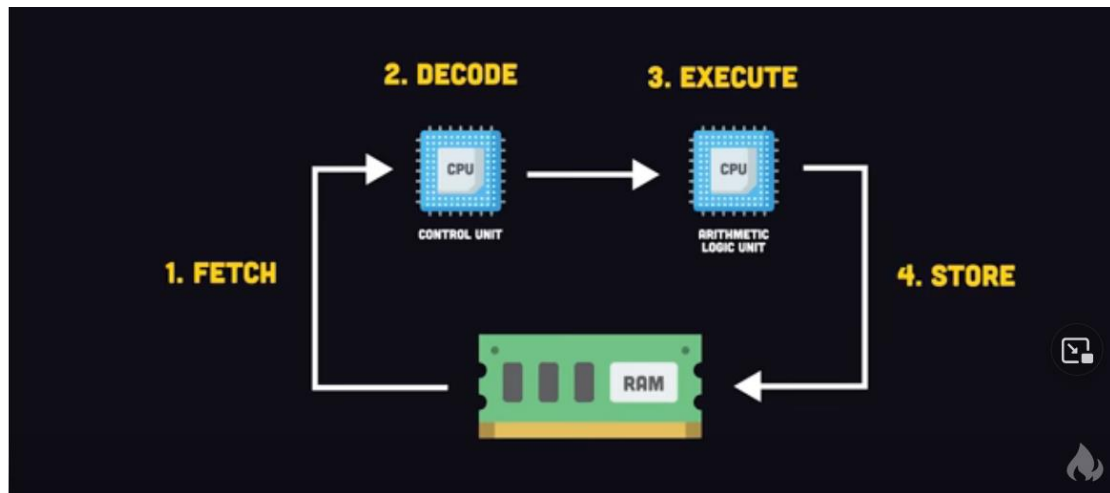 2. DECODE
3. EXECUTE
CPU
CPU
CONTROL UNIT
ARITHMETIC
LOGIC UNIT
1. FETCH
4. STORE
RAM